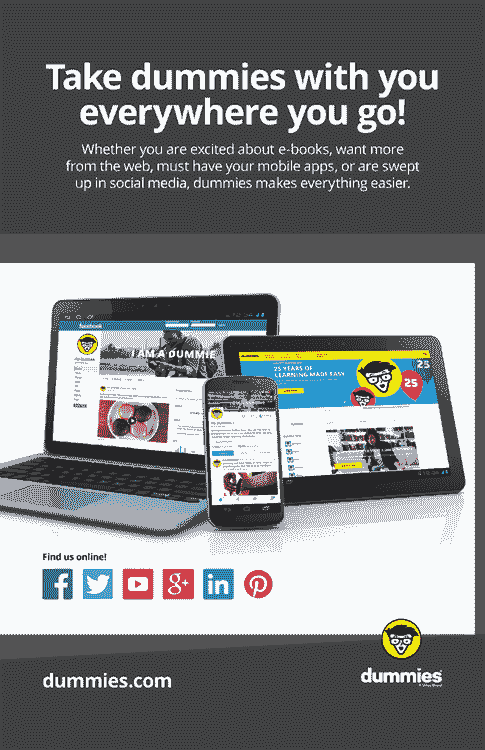 Take dummies with you
everywhere you go!
Whether you are excited about e-books, want more
from the web, must have your mobile apps, or are swept
up in social media, dummies makes everything easier.
facebook
I AM A DUMMIE
25 YEARS OF
LEARNING MADE EASY
25
25
Find us online!
dummies.com
dummies
A Wiley Brand